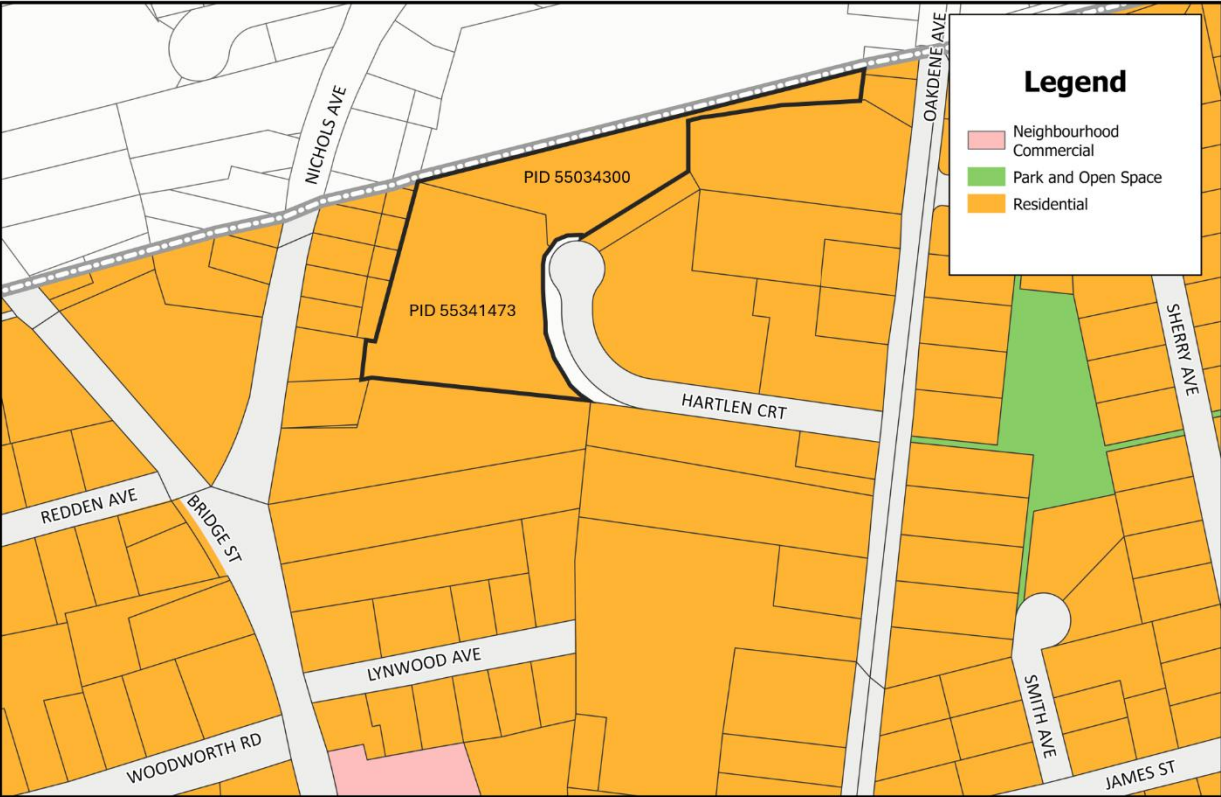 OAKDENE AVE
Legend
NICHOLS AVE
Neighbourhood
Commercial
Park and Open Space
Residential
PID 55034300
PID 55341473
SHERRY AVE
HARTLEN CRT
REDDEN AVE
BRIDGE ST
LYNWOOD AVE
SMITH AVE
WOODWORTH RD
JAMES ST